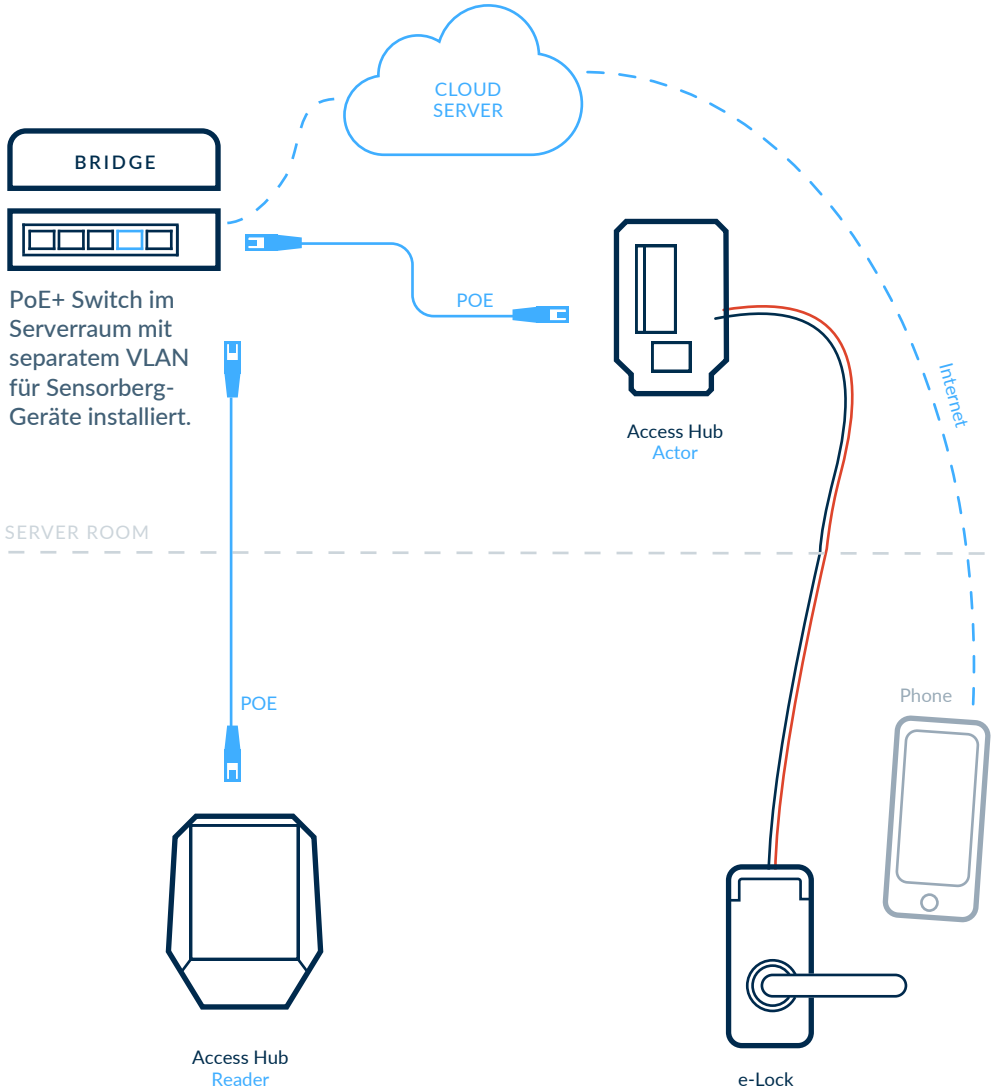 CLOUD
SERVER
BRIDGE
PoE+ Switch im
Serverraum mit
separatem VLAN
für Sensorberg-
Geräte installiert.
POE
Internet
Access Hub
Actor
SERVER ROOM
POE
Phone
Access Hub
Reader
e-Lock